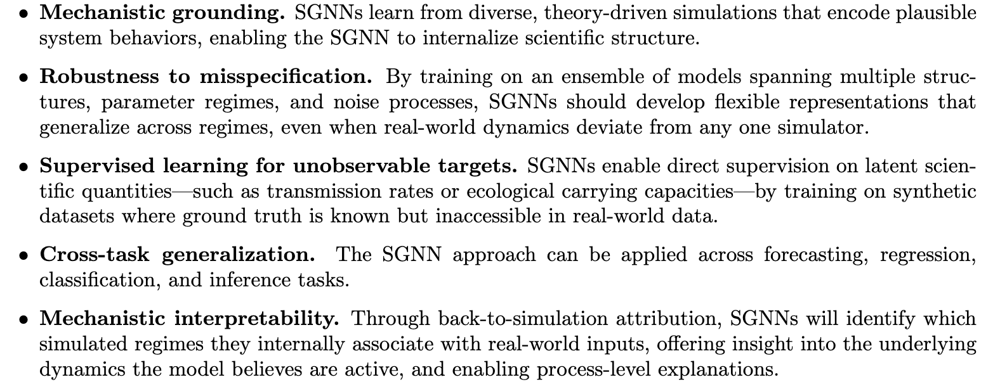 • Mechanistic grounding. SGNNs learn from diverse, theory-driven simulations that encode plausible
system behaviors, enabling the SGNN to internalize scientific structure.
• Robustness to misspecification. By training on an ensemble of models spanning multiple struc-
tures, parameter regimes, and noise processes, SGNNs should develop flexible representations that
generalize across regimes, even when real-world dynamics deviate from any one simulator.
• Supervised learning for unobservable targets. SGNNs enable direct supervision on latent scien-
tific quantities—such as transmission rates or ecological carrying capacities—by training on synthetic
datasets where ground truth is known but inaccessible in real-world data.
• Cross-task generalization. The SGNN approach can be applied across forecasting, regression,
classification, and inference tasks.
• Mechanistic interpretability. Through back-to-simulation attribution, SGNNs will identify which
simulated regimes they internally associate with real-world inputs, offering insight into the underlying
dynamics the model believes are active, and enabling process-level explanations.